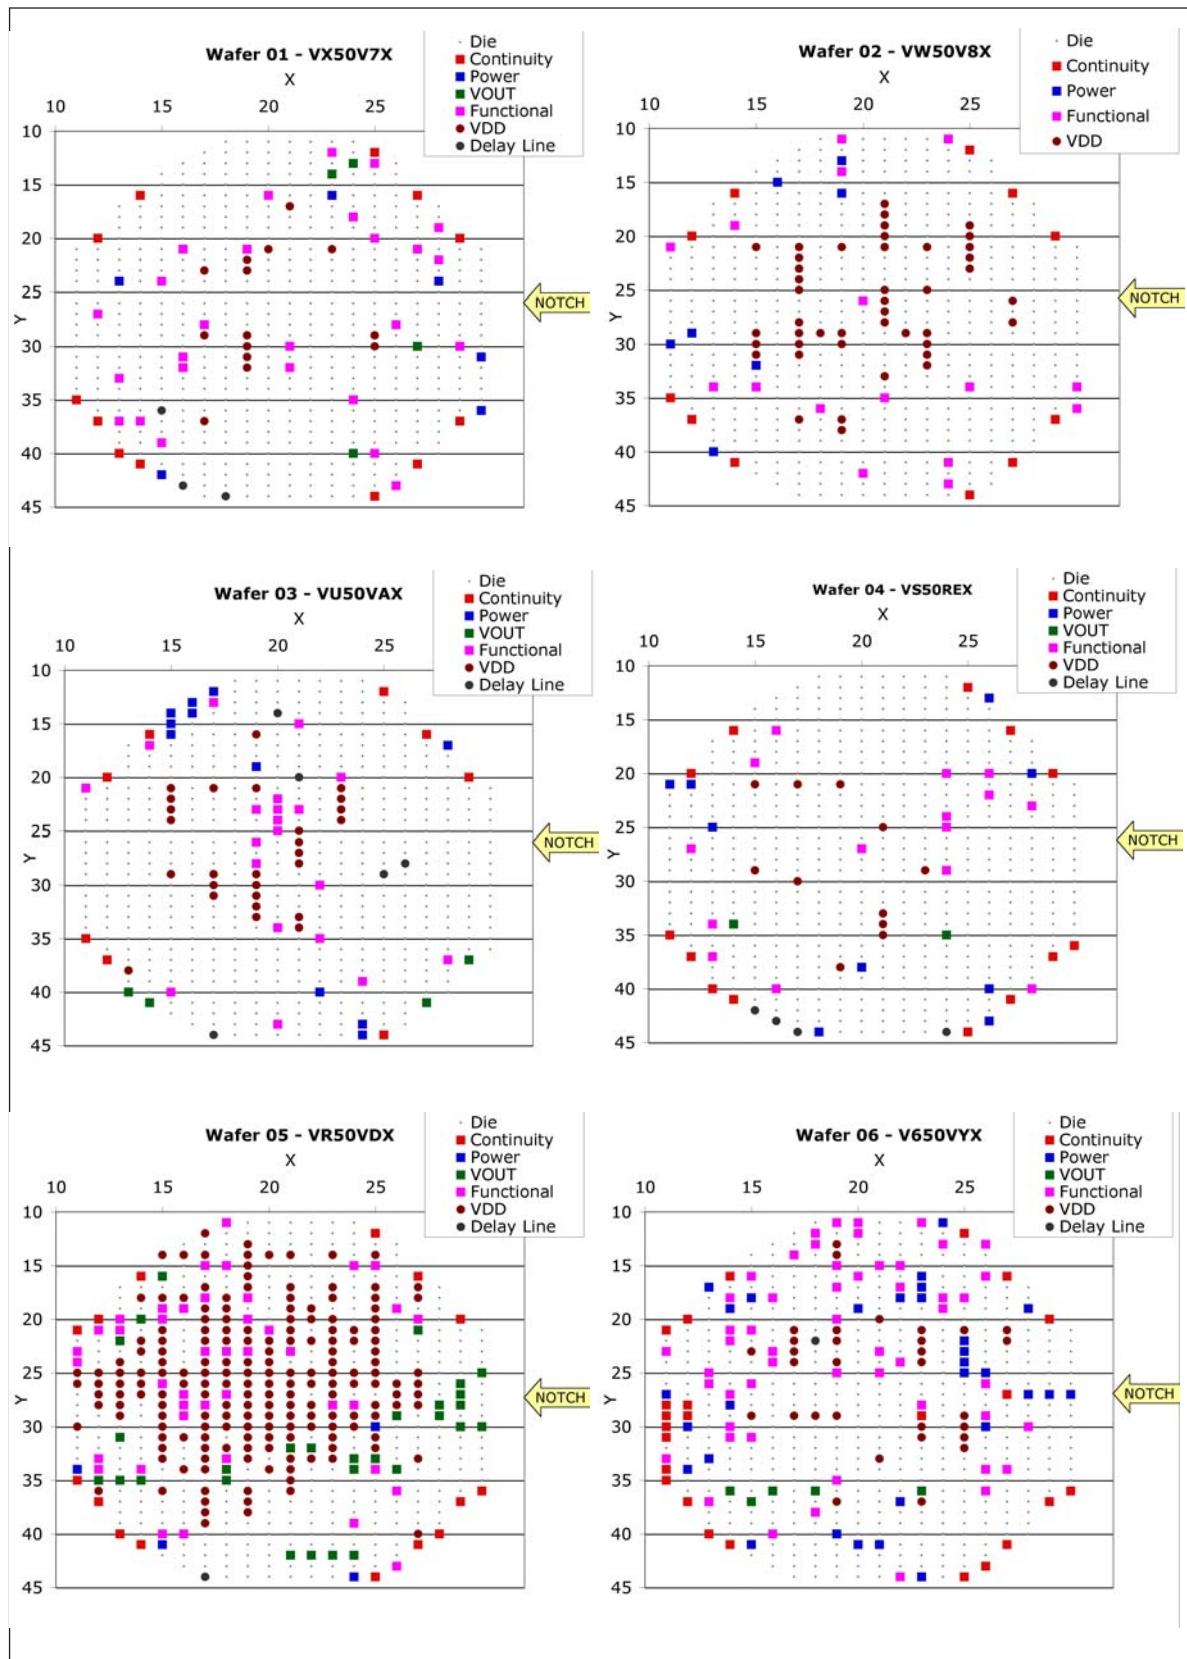 Wafer 01 - VX50V7X
X
Die
Continuity
Power
VOUT
Functional
VDD
Delay Line
10 15 20 25
10
15
20
25
30
35
40
45
Y
NOTCH
Wafer 02 - VW50V8X
X
Die
Continuity
Power
Functional
VDD
10 15 20 25
10
15
20
25
30
35
40
45
Y
NOTCH
Wafer 03 - VU50VAX
X
Die
Continuity
Power
VOUT
Functional
VDD
Delay Line
10 15 20 25
10
15
20
25
30
35
40
45
Y
NOTCH
Wafer 04 - VS50REX
X
Die
Continuity
Power
VOUT
Functional
VDD
Delay Line
10 15 20 25
10
15
20
25
30
35
40
45
Y
NOTCH
Wafer 05 - VR50VDX
X
Die
Continuity
Power
VOUT
Functional
VDD
Delay Line
10 15 20 25
10
15
20
25
30
35
40
45
Y
NOTCH
Wafer 06 - V650VYX
X
Die
Continuity
Power
VOUT
Functional
VDD
Delay Line
10 15 20 25
10
15
20
25
30
35
40
45
Y
NOTCH